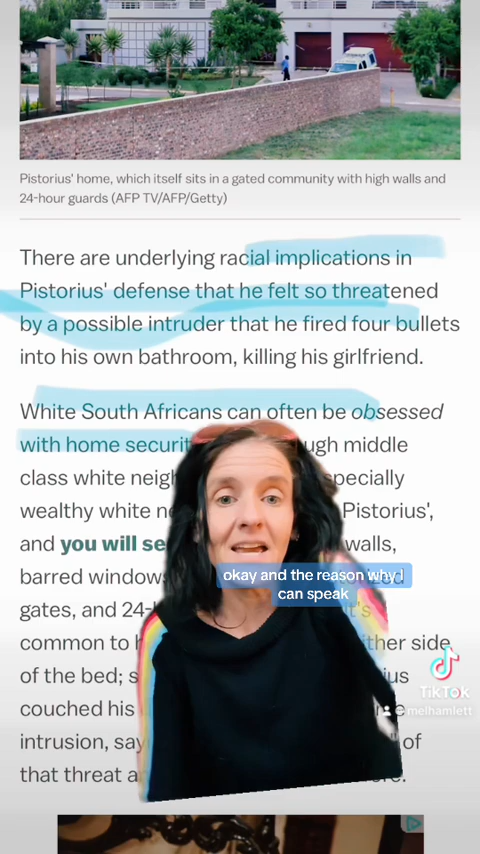 Pistorius' home, which itself sits in a gated community with high walls and
24-hour guards (AFP TV/AFP/Getty)
There are underlying racial implications in
Pistorius' defense that he felt so threatened
by a possible intruder that he fired four bullets
into his own bathroom, killing his girlfriend.
White South Africans can often be obsessed
with home securit ugh middle
class white neig specially
wealthy white ne Pistorius',
and you will se walls,
barred window
okay and the reason why I
can speak
gates, and 24- it's
common to h either side
of the bed; s ius
couched his
intrusion, say of
that threat a
TikTok
@melhamlett